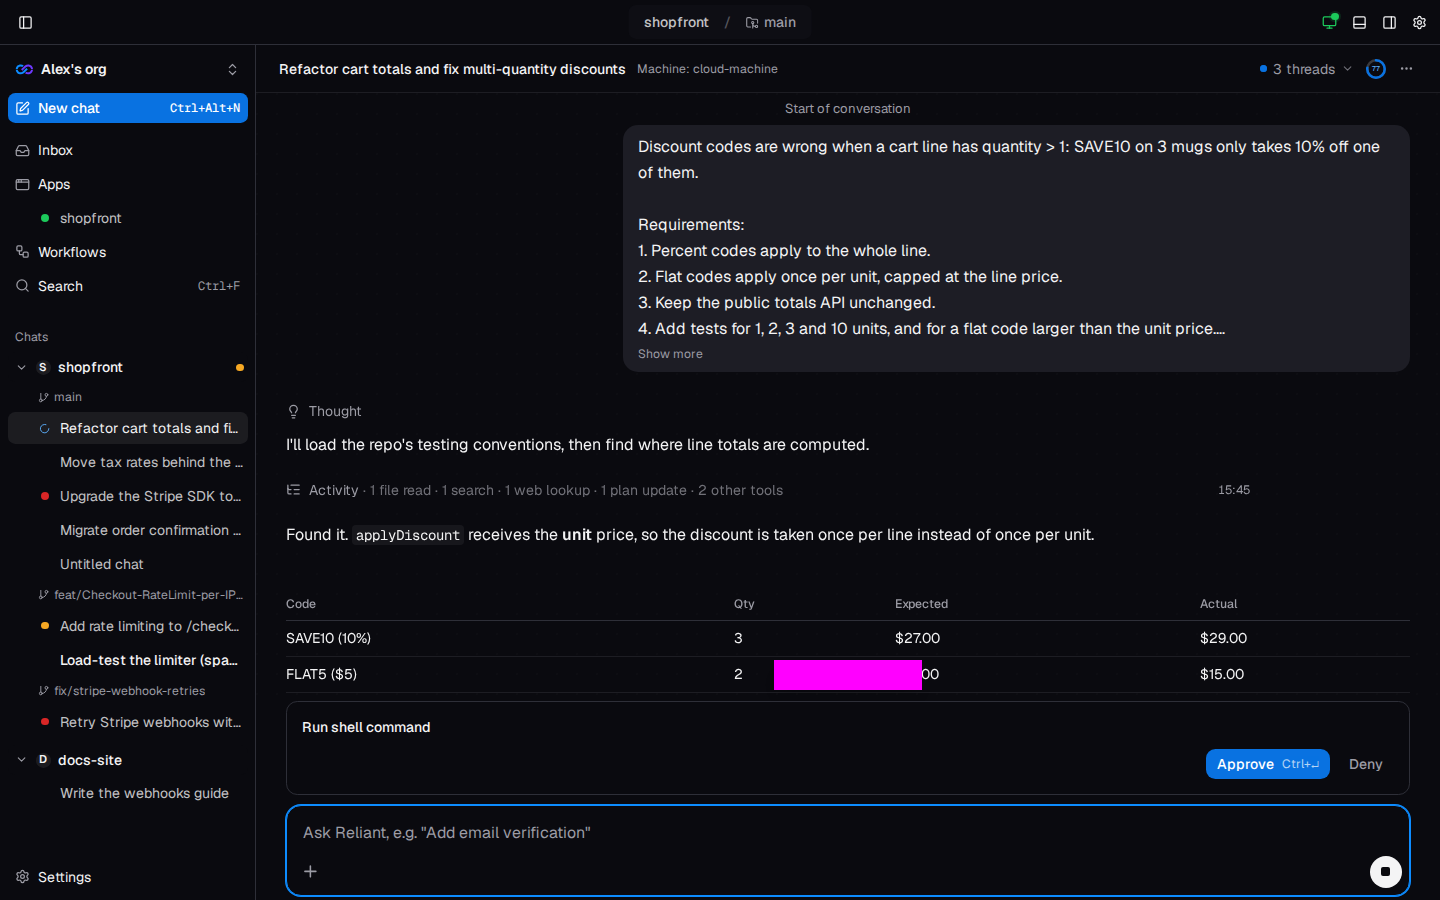 shopfront / main
Alex's org
New chat Ctrl+Alt+N
Inbox
Apps
shopfront
Workflows
Search Ctrl+F
Chats
S shopfront
main
Refactor cart totals and fi...
Move tax rates behind the ...
Upgrade the Stripe SDK to...
Migrate order confirmation ...
Untitled chat
feat/Checkout-RateLimit-per-IP...
Add rate limiting to /check...
Load-test the limiter (spa...
fix/stripe-webhook-retries
Retry Stripe webhooks wit...
D docs-site
Write the webhooks guide
Settings
Refactor cart totals and fix multi-quantity discounts Machine: cloud-machine
3 threads 77
Start of conversation
Discount codes are wrong when a cart line has quantity > 1: SAVE10 on 3 mugs only takes 10% off one
of them.
Requirements:
1. Percent codes apply to the whole line.
2. Flat codes apply once per unit, capped at the line price.
3. Keep the public totals API unchanged.
4. Add tests for 1, 2, 3 and 10 units, and for a flat code larger than the unit price....
Show more
Thought
I'll load the repo's testing conventions, then find where line totals are computed.
Activity · 1 file read · 1 search · 1 web lookup · 1 plan update · 2 other tools 15:45
Found it. applyDiscount receives the unit price, so the discount is taken once per line instead of once per unit.
Code Qty Expected Actual
SAVE10 (10%) 3 $27.00 $29.00
FLAT5 ($5) 2 00 $15.00
Run shell command
Approve Ctrl+↵ Deny
Ask Reliant, e.g. "Add email verification"